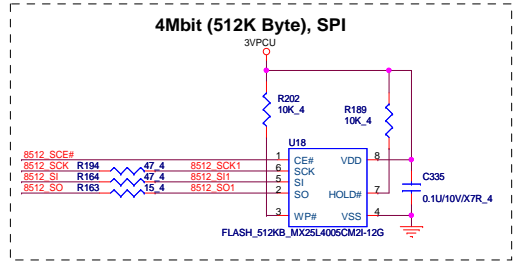 4Mbit (512K Byte), SPI
3VPCU
R202
10K_4
R189
10K_4
U18
8512_SCE#
1 CE# VDD 8
8512_SCK R194 47_4 8512_SCK1 6 SCK
8512_SI R164 47_4 8512_SI1 5 SI
8512_SO R163 15_4 8512_SO1 2 SO HOLD# 7
3 WP# VSS 4
C335
0.1U/10V/X7R_4
FLASH_512KB_MX25L4005CM2I-12G